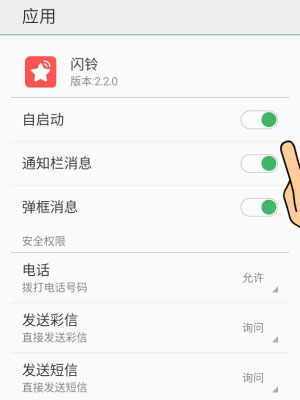 应用
闪铃
版本:2.2.0
自启动
通知栏消息
弹框消息
安全权限
电话
拨打电话号码
允许
发送彩信
直接发送彩信
询问
发送短信
直接发送短信
询问